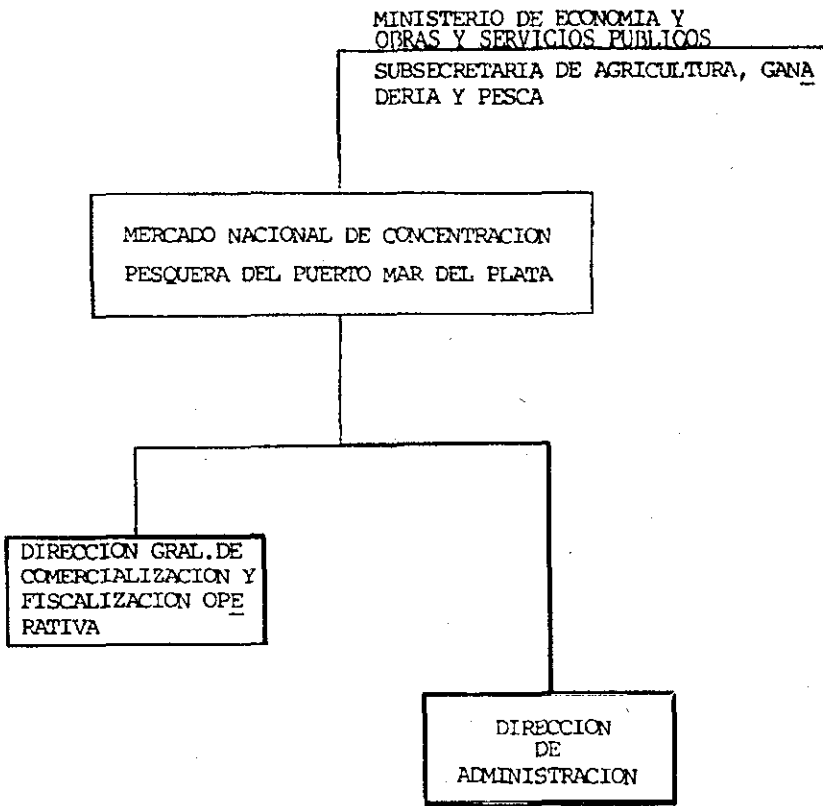 MINISTERIO DE ECONOMIA Y
OBRAS Y SERVICIOS PUBLICOS
SUBSECRETARIA DE AGRICULTURA, GANA
DERIA Y PESCA
MERCADO NACIONAL DE CONCENTRACION
PESQUERA DEL PUERTO MAR DEL PLATA
DIRECCION GRAL.DE
COMERCIALIZACION Y
FISCALIZACION OPE
RATIVA
DIRECCION
DE
ADMINISTRACION